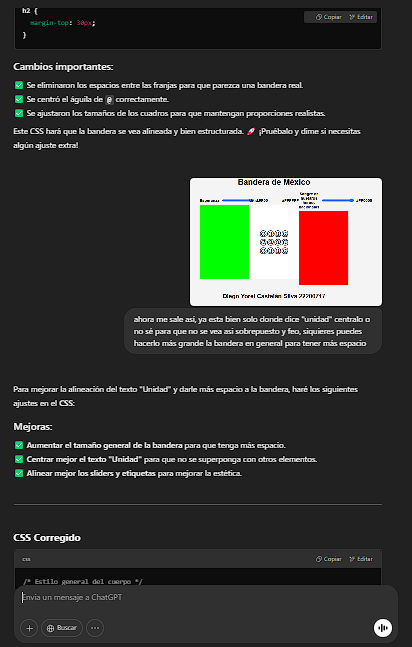 h2 {
margin-top: 30px;
}
Copiar Editar
Cambios importantes:
✅ Se eliminaron los espacios entre las franjas para que parezca una bandera real.
✅ Se centró el águila de @ correctamente.
✅ Se ajustaron los tamaños de los cuadros para que mantengan proporciones realistas.
Este CSS hará que la bandera se vea alineada y bien estructurada. 🚀 ¡Pruébalo y dime si necesitas
algún ajuste extra!
Bandera de México
Esperanza
Sangre de
nuestros
héroes
Diego Yorel Castelán Silva 22200717
ahora me sale asi, ya esta bien solo donde dice "unidad" centralo o
no sé para que no se vea asi sobrepuesto y feo, siquieres puedes
hacerlo más grande la bandera en general para tener más espacio
Para mejorar la alineación del texto "Unidad" y darle más espacio a la bandera, haré los siguientes
ajustes en el CSS:
Mejoras:
✅ Aumentar el tamaño general de la bandera para que tenga más espacio.
✅ Centrar mejor el texto "Unidad" para que no se superponga con otros elementos.
✅ Alinear mejor los sliders y etiquetas para mejorar la estética.
CSS Corregido
css Copiar Editar
/* Estilo general del cuerpo */
Envía un mensaje a ChatGPT
Buscar